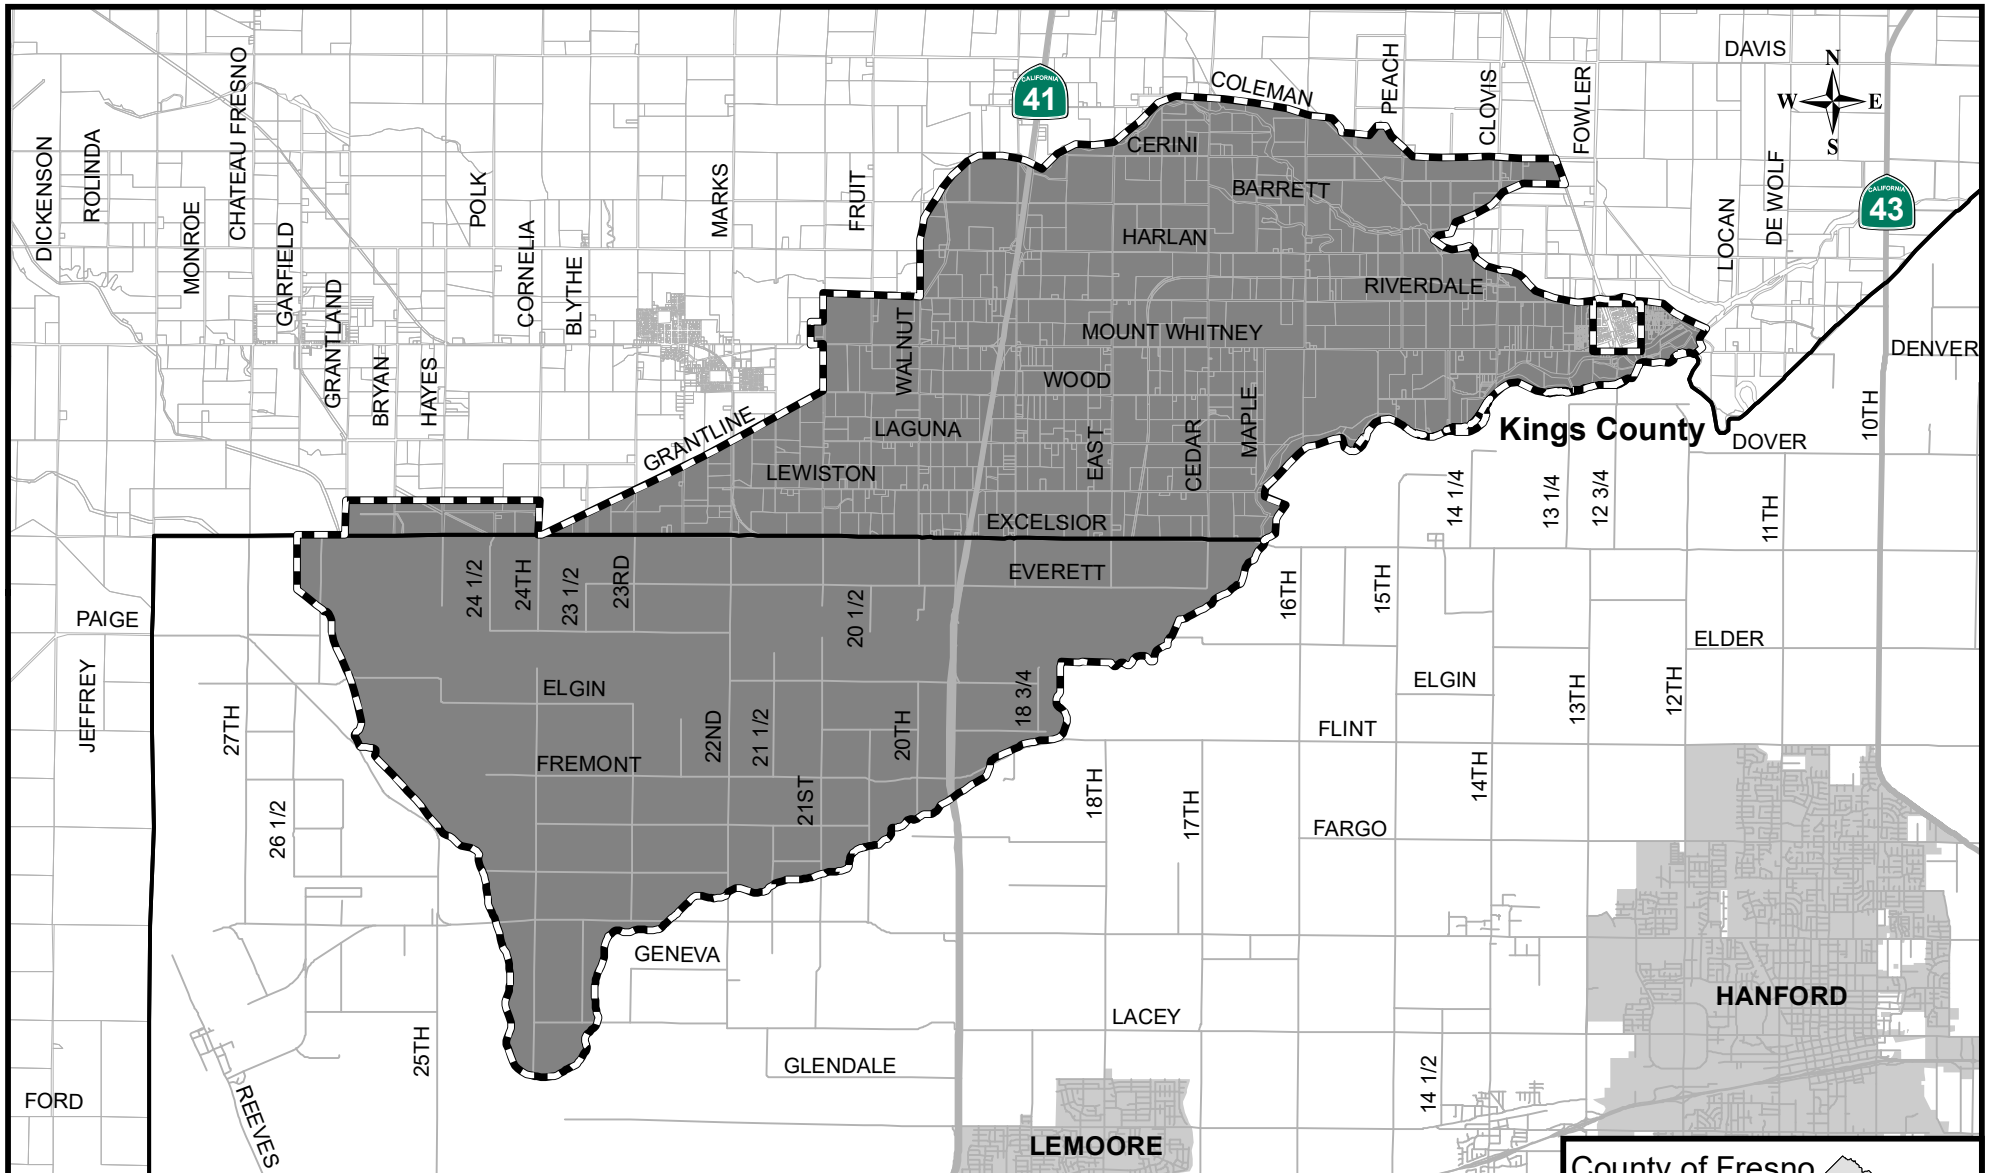 DAVIS
N
W
E
S
CALIFORNIA
41
COLEMAN
PEACH
CLOVIS
FOWLER
DICKENSON
ROLINDA
CHATEAU FRESNO
MONROE
GARFIELD
GRANTLAND
POLK
CORNELIA
BLYTHE
MARKS
FRUIT
CERINI
BARRETT
HARLAN
RIVERDALE
DE WOLF
LOCAN
CALIFORNIA
43
WALNUT
MOUNT WHITNEY
DENVER
BRYAN
HAYES
WOOD
MAPLE
GRANTLINE
LAGUNA
EAST
CEDAR
Kings County
DOVER
10TH
LEWISTON
14 1/4
13 1/4
12 3/4
11TH
EXCELSIOR
EVERETT
24 1/2
24TH
23 1/2
23RD
20 1/2
16TH
15TH
PAIGE
ELDER
JEFFREY
ELGIN
18 3/4
ELGIN
13TH
12TH
27TH
22ND
21 1/2
20TH
FLINT
FREMONT
21ST
18TH
17TH
14TH
26 1/2
FARGO
GENEVA
HANFORD
LACEY
25TH
GLENDALE
14 1/2
FORD
REEVES
LEMOORE
County of Fresno